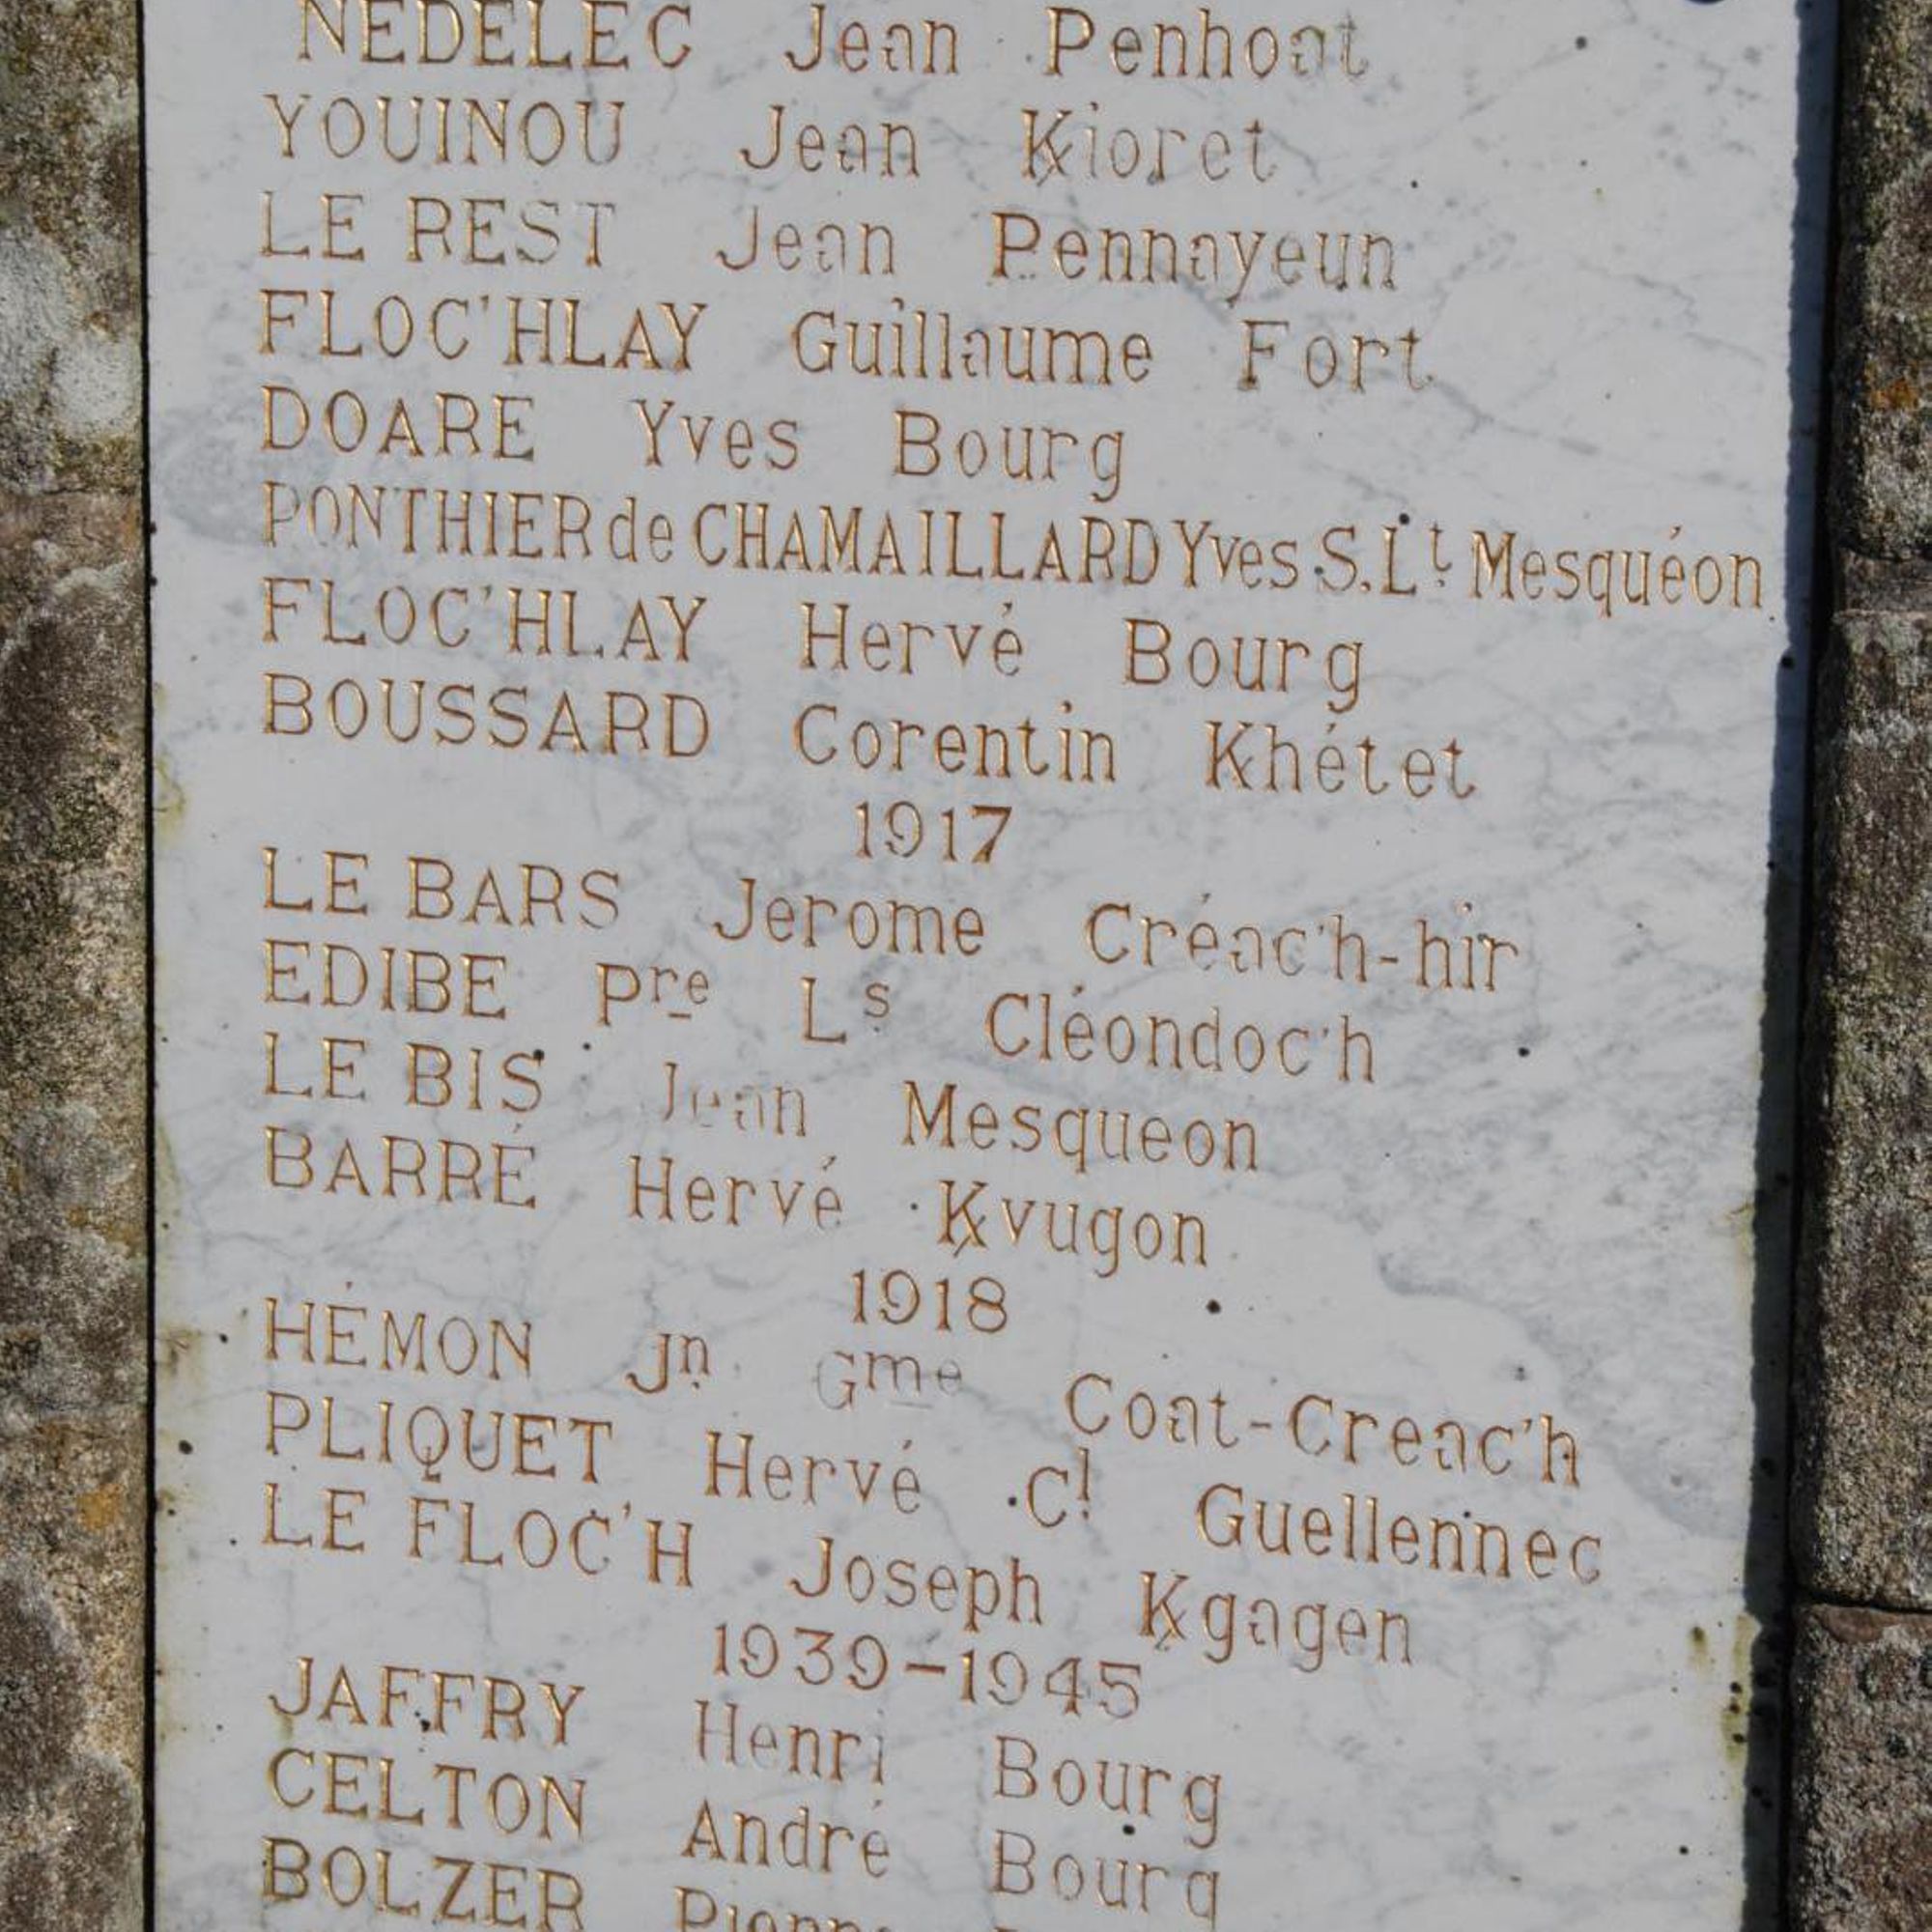 NEDELEC Jean Penhoat
YOUINOU Jean Ꝃioret
LE REST Jean Pennayeun
FLOC'HLAY Guillaume Fort
DOARE Yves Bourg
PONTHIER de CHAMAILLARD Yves S. Lt Mesquéon
FLOC'HLAY Hervé Bourg
BOUSSARD Corentin Khétet
1917
LE BARS Jerome Créac'h-hir
EDIBE Pre Ls Cléondoc'h
LE BIS Jean Mesqueon
BARRÉ Hervé Ꝃvugon
1918
HÉMON Jn Gme Coat-Creac'h
PLIQUET Hervé Cl Guellennec
LE FLOC'H Joseph Ꝃgagen
1939-1945
JAFFRY Henri Bourg
CELTON André Bourg
BOLZER